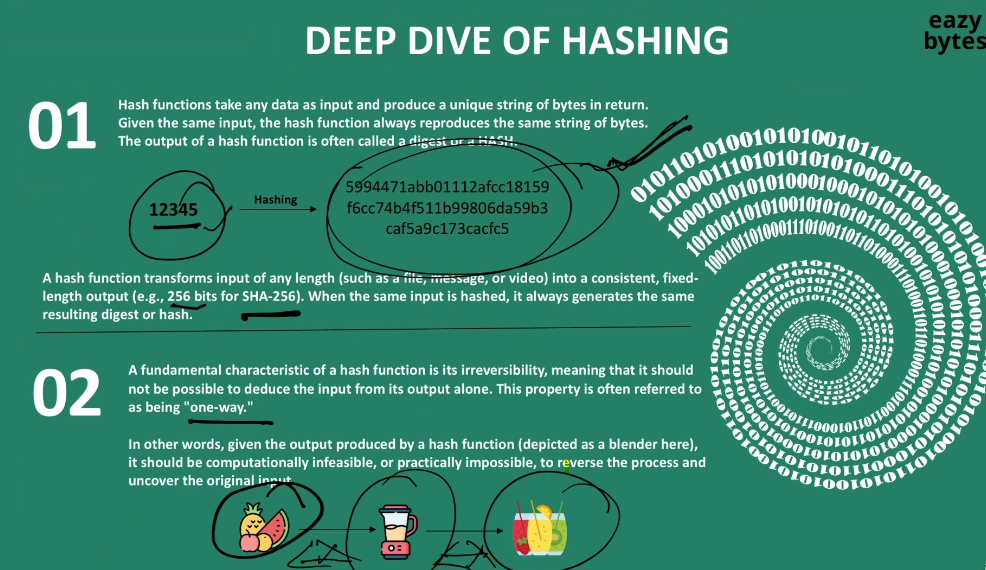 DEEP DIVE OF HASHING
eazy
bytes
01
Hash functions take any data as input and produce a unique string of bytes in return.
Given the same input, the hash function always reproduces the same string of bytes.
The output of a hash function is often called a digest or a HASH.
12345
Hashing
5994471abb01112afcc18159
f6cc74b4f511b99806da59b3
caf5a9c173cacfc5
A hash function transforms input of any length (such as a file, message, or video) into a consistent, fixed-
length output (e.g., 256 bits for SHA-256). When the same input is hashed, it always generates the same
resulting digest or hash.
02
A fundamental characteristic of a hash function is its irreversibility, meaning that it should
not be possible to deduce the input from its output alone. This property is often referred to
as being "one-way."
In other words, given the output produced by a hash function (depicted as a blender here),
it should be computationally infeasible, or practically impossible, to reverse the process and
uncover the original input.